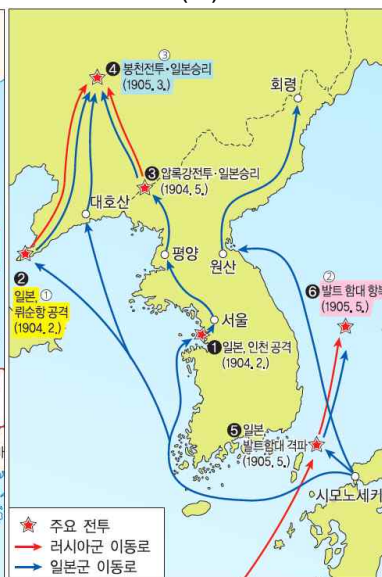 ③
❹ 봉천전투·일본승리
(1905. 3.)
회령
❸ 압록강전투·일본승리
(1904. 5.)
대호산
평양
원산
❷
일본, ①
뤼순항 공격
(1904. 2.)
②
❻ 발트 함대 항복
(1905. 5.)
서울
❶ 일본, 인천 공격
(1904. 2.)
❺ 일본,
발트함대 격파
(1905. 5.)
시모노세키
주요 전투
러시아군 이동로
일본군 이동로